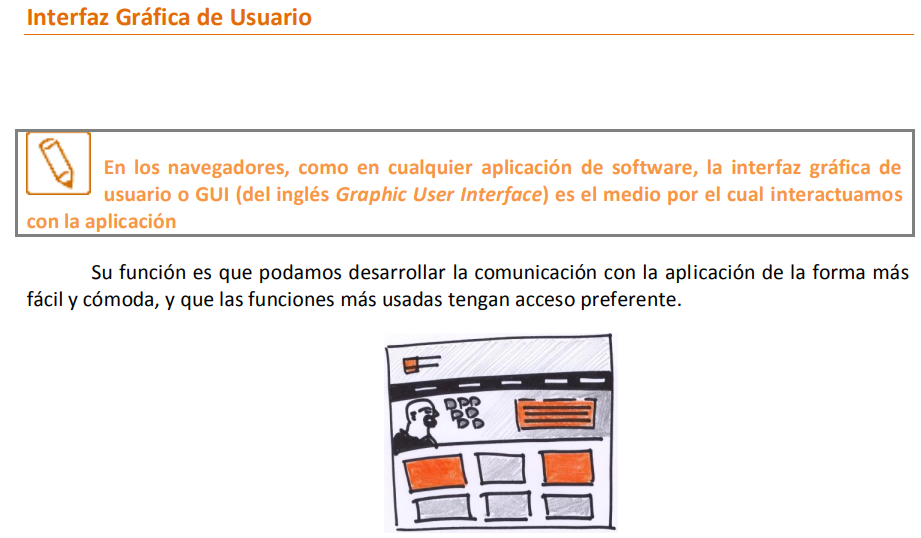 Interfaz Gráfica de Usuario
En los navegadores, como en cualquier aplicación de software, la interfaz gráfica de
usuario o GUI (del inglés Graphic User Interface) es el medio por el cual interactuamos
con la aplicación
Su función es que podamos desarrollar la comunicación con la aplicación de la forma más
fácil y cómoda, y que las funciones más usadas tengan acceso preferente.